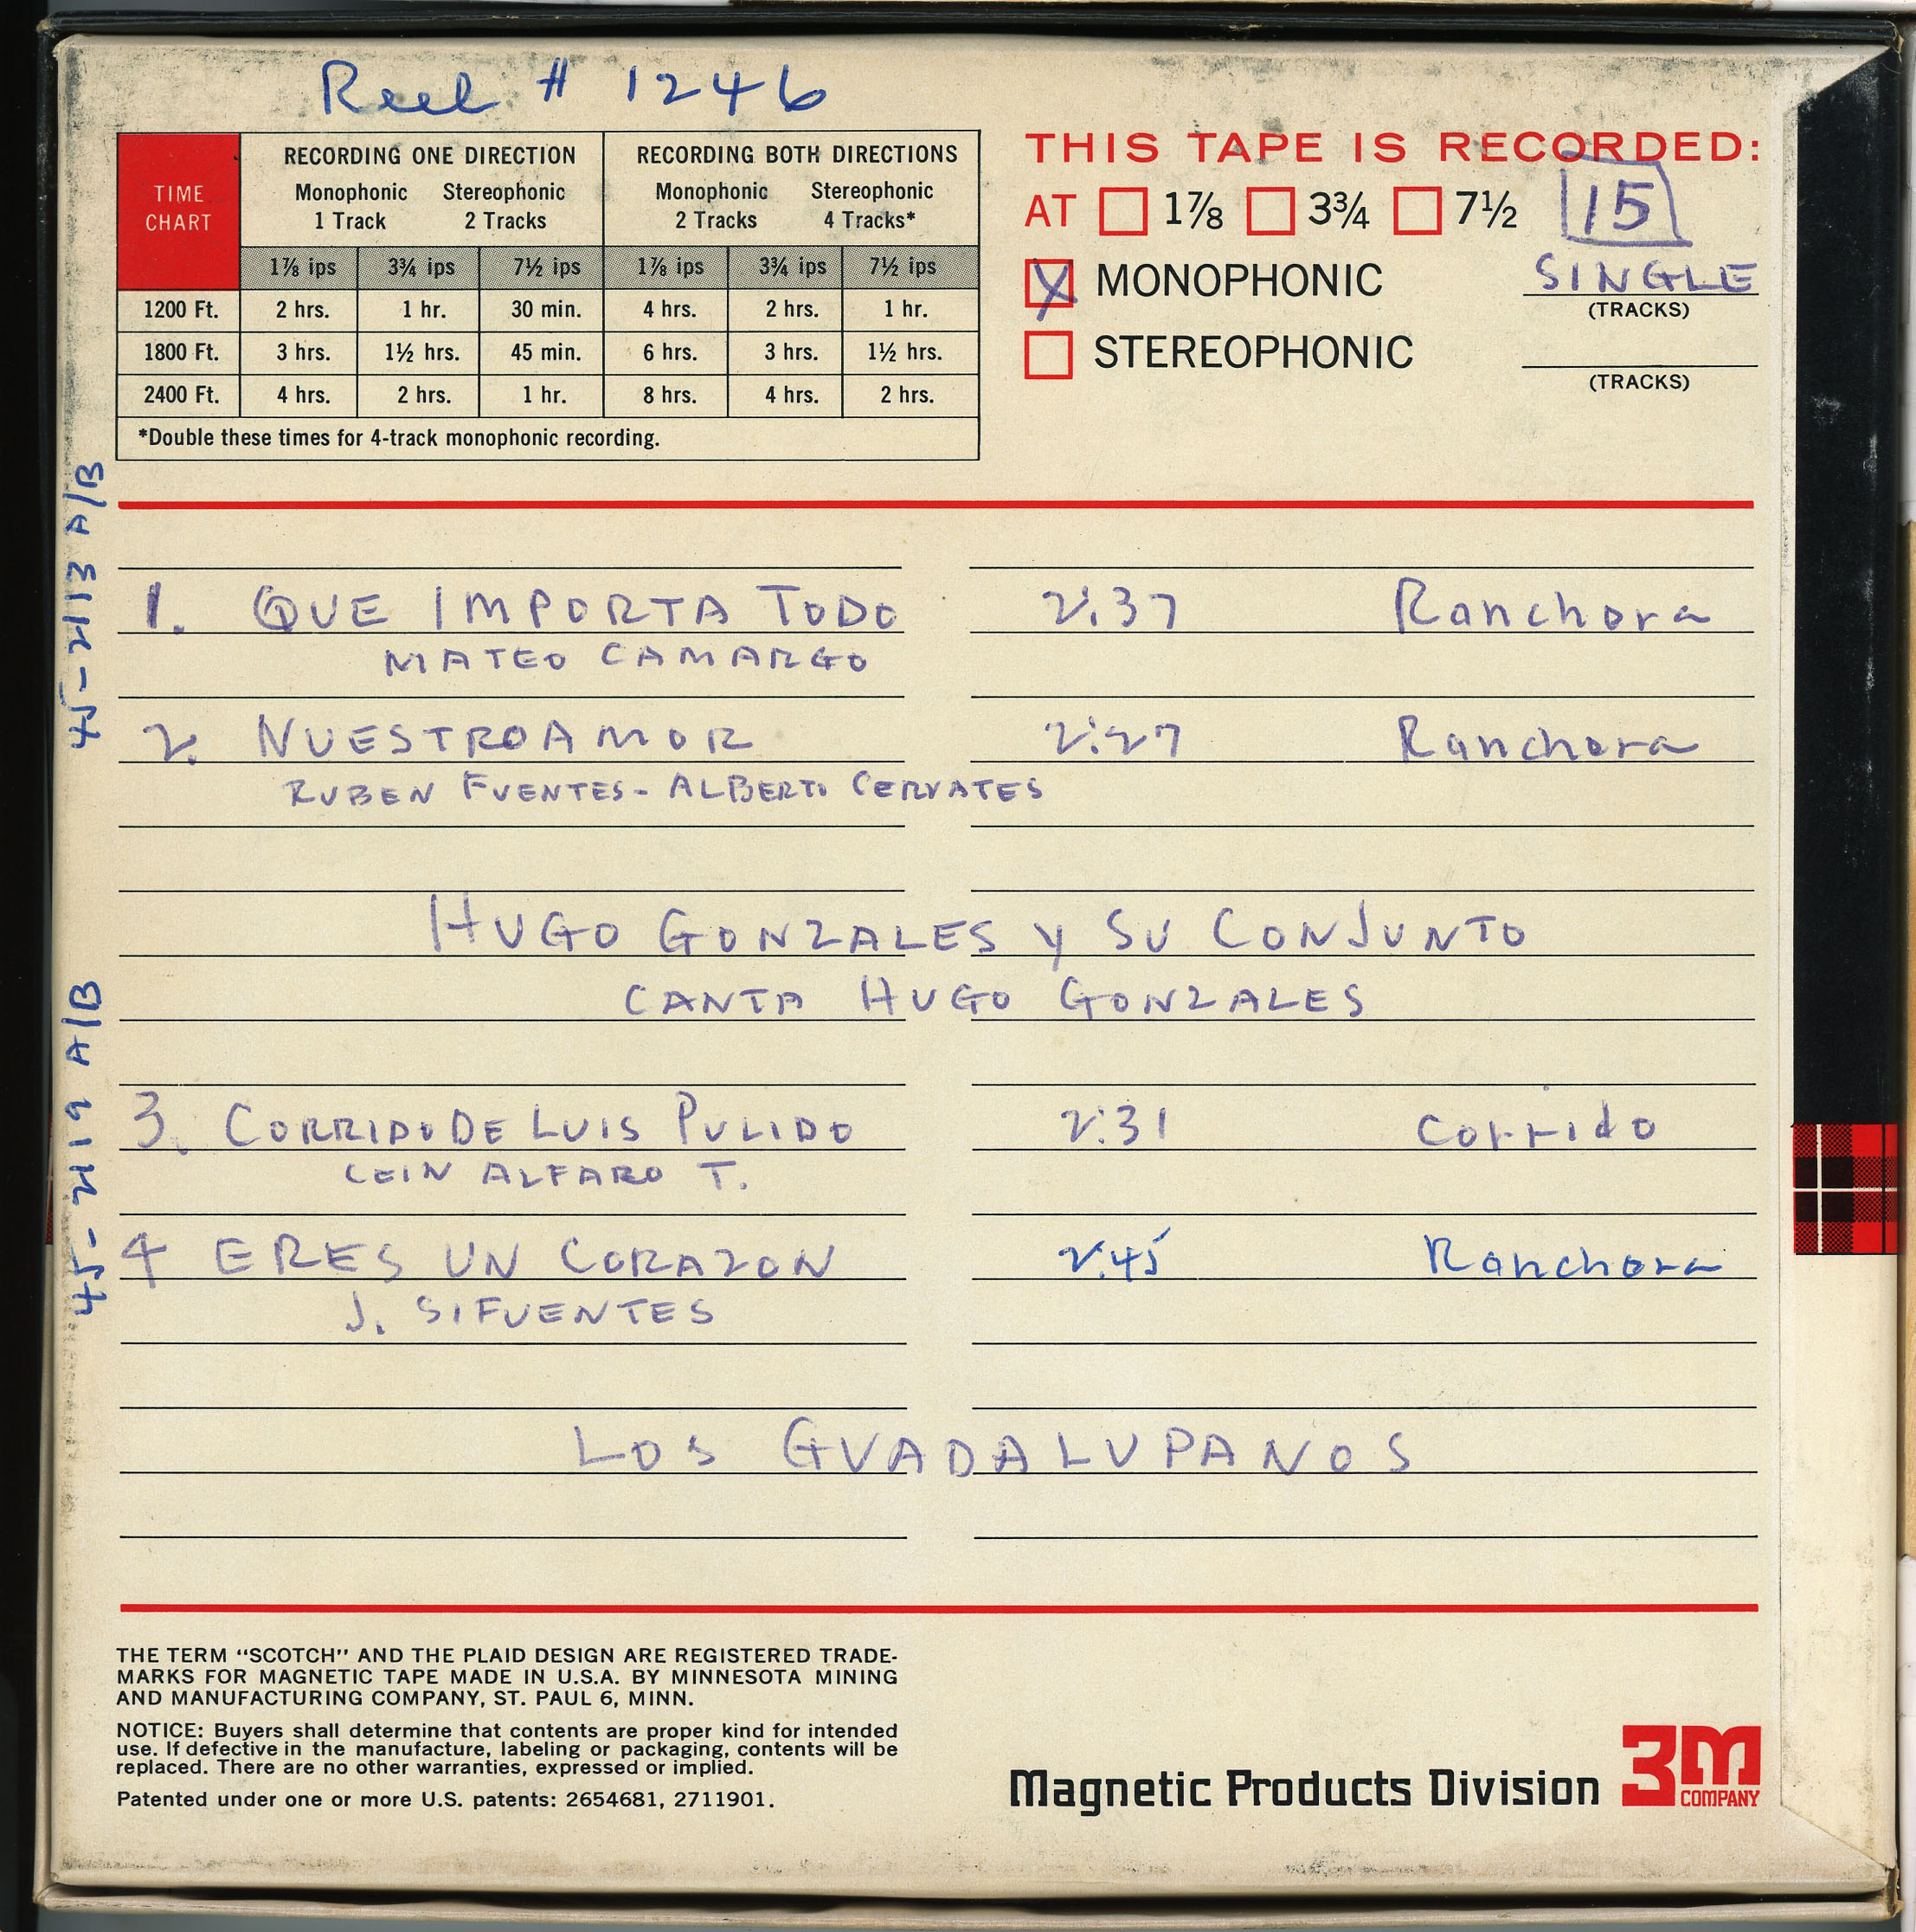 Reel # 1246
TIME CHART
RECORDING ONE DIRECTION RECORDING BOTH DIRECTIONS
Monophonic 1 Track Stereophonic 2 Tracks Monophonic 2 Tracks Stereophonic 4 Tracks*
1⅞ ips 3¾ ips 7½ ips 1⅞ ips 3¾ ips 7½ ips
1200 Ft. 2 hrs. 1 hr. 30 min. 4 hrs. 2 hrs. 1 hr.
1800 Ft. 3 hrs. 1½ hrs. 45 min. 6 hrs. 3 hrs. 1½ hrs.
2400 Ft. 4 hrs. 2 hrs. 1 hr. 8 hrs. 4 hrs. 2 hrs.
*Double these times for 4-track monophonic recording.
THIS TAPE IS RECORDED:
AT 1⅞ 3¾ 7½ 15
X MONOPHONIC SINGLE
(TRACKS)
STEREOPHONIC
(TRACKS)
45-2113 A/B
1. QUE IMPORTA TODO 2:37 Ranchora
MATEO CAMARGO
2. NUESTROAMOR 2:27 Ranchora
RUBEN FUENTES - ALBERTO CERVATES
HUGO GONZALES Y SU CONJUNTO
CANTA HUGO GONZALES
45-2119 A/B
3. CORRIDO DE LUIS PULIDO 2:31 Corrido
CEIN ALFARO T.
4 ERES UN CORAZON 2:45 Ranchora
J. SIFUENTES
LOS GUADALUPANOS
THE TERM “SCOTCH” AND THE PLAID DESIGN ARE REGISTERED TRADE-
MARKS FOR MAGNETIC TAPE MADE IN U.S.A. BY MINNESOTA MINING
AND MANUFACTURING COMPANY, ST. PAUL 6, MINN.
NOTICE: Buyers shall determine that contents are proper kind for intended
use. If defective in the manufacture, labeling or packaging, contents will be
replaced. There are no other warranties, expressed or implied.
Patented under one or more U.S. patents: 2654681, 2711901.
Magnetic Products Division 3M
COMPANY